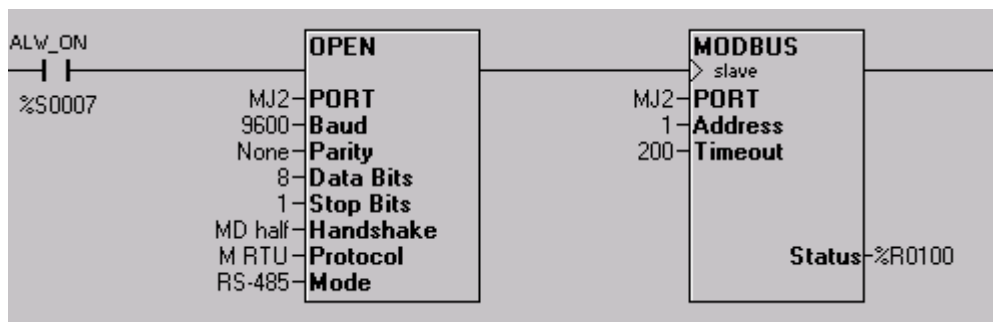 ALW_ON
%S0007
OPEN
MJ2 PORT
9600 Baud
None Parity
8 Data Bits
1 Stop Bits
MD half Handshake
M RTU Protocol
RS-485 Mode
MODBUS
slave
MJ2 PORT
1 Address
200 Timeout
Status %R0100